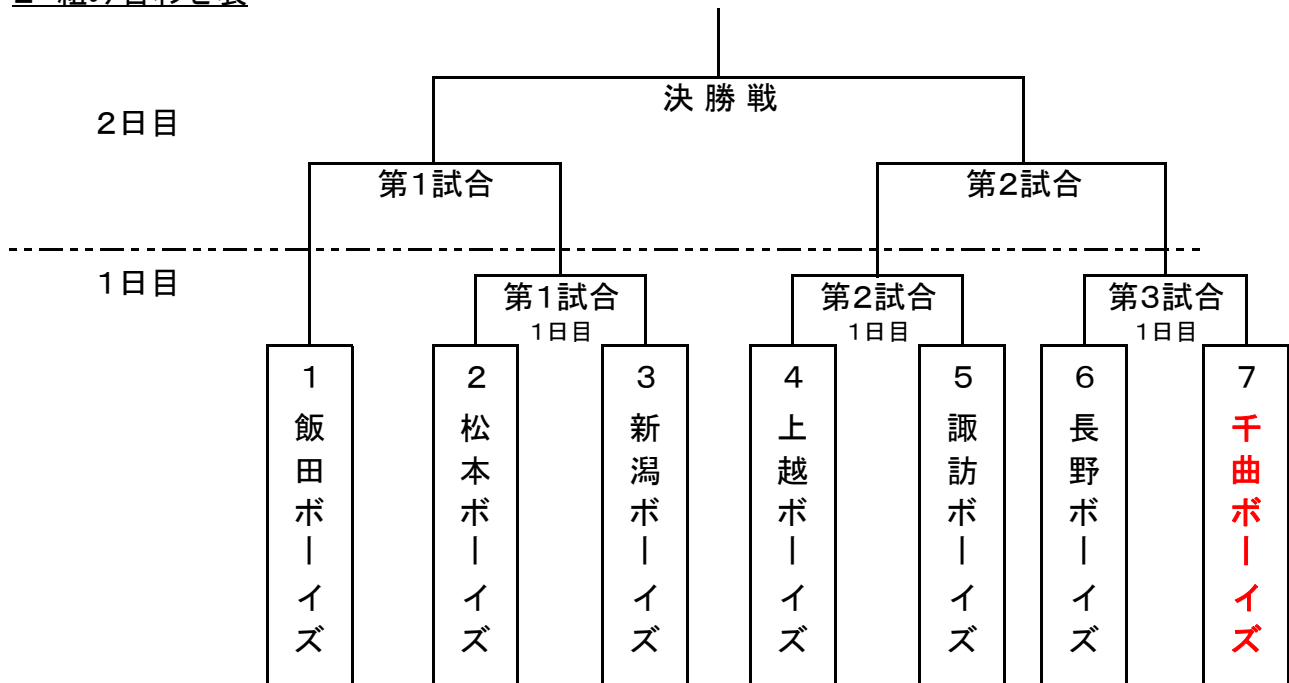 決勝戦
2日目
第1試合
第2試合
1日目
第1試合
1日目
第2試合
1日目
第3試合
1日目
1
飯田ボーイズ
2
松本ボーイズ
3
新潟ボーイズ
4
上越ボーイズ
5
諏訪ボーイズ
6
長野ボーイズ
7
千曲ボーイズ